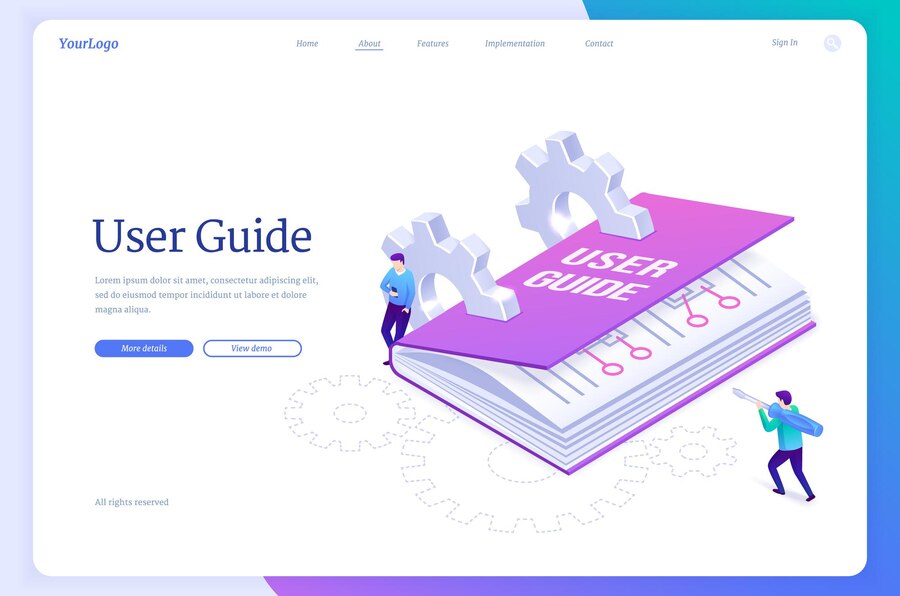 YourLogo
Home About Features Implementation Contact Sign In
User Guide
Lorem ipsum dolor sit amet, consectetur adipiscing elit,
sed do eiusmod tempor incididunt ut labore et dolore
magna aliqua.
More details View demo
USER
GUIDE
All rights reserved